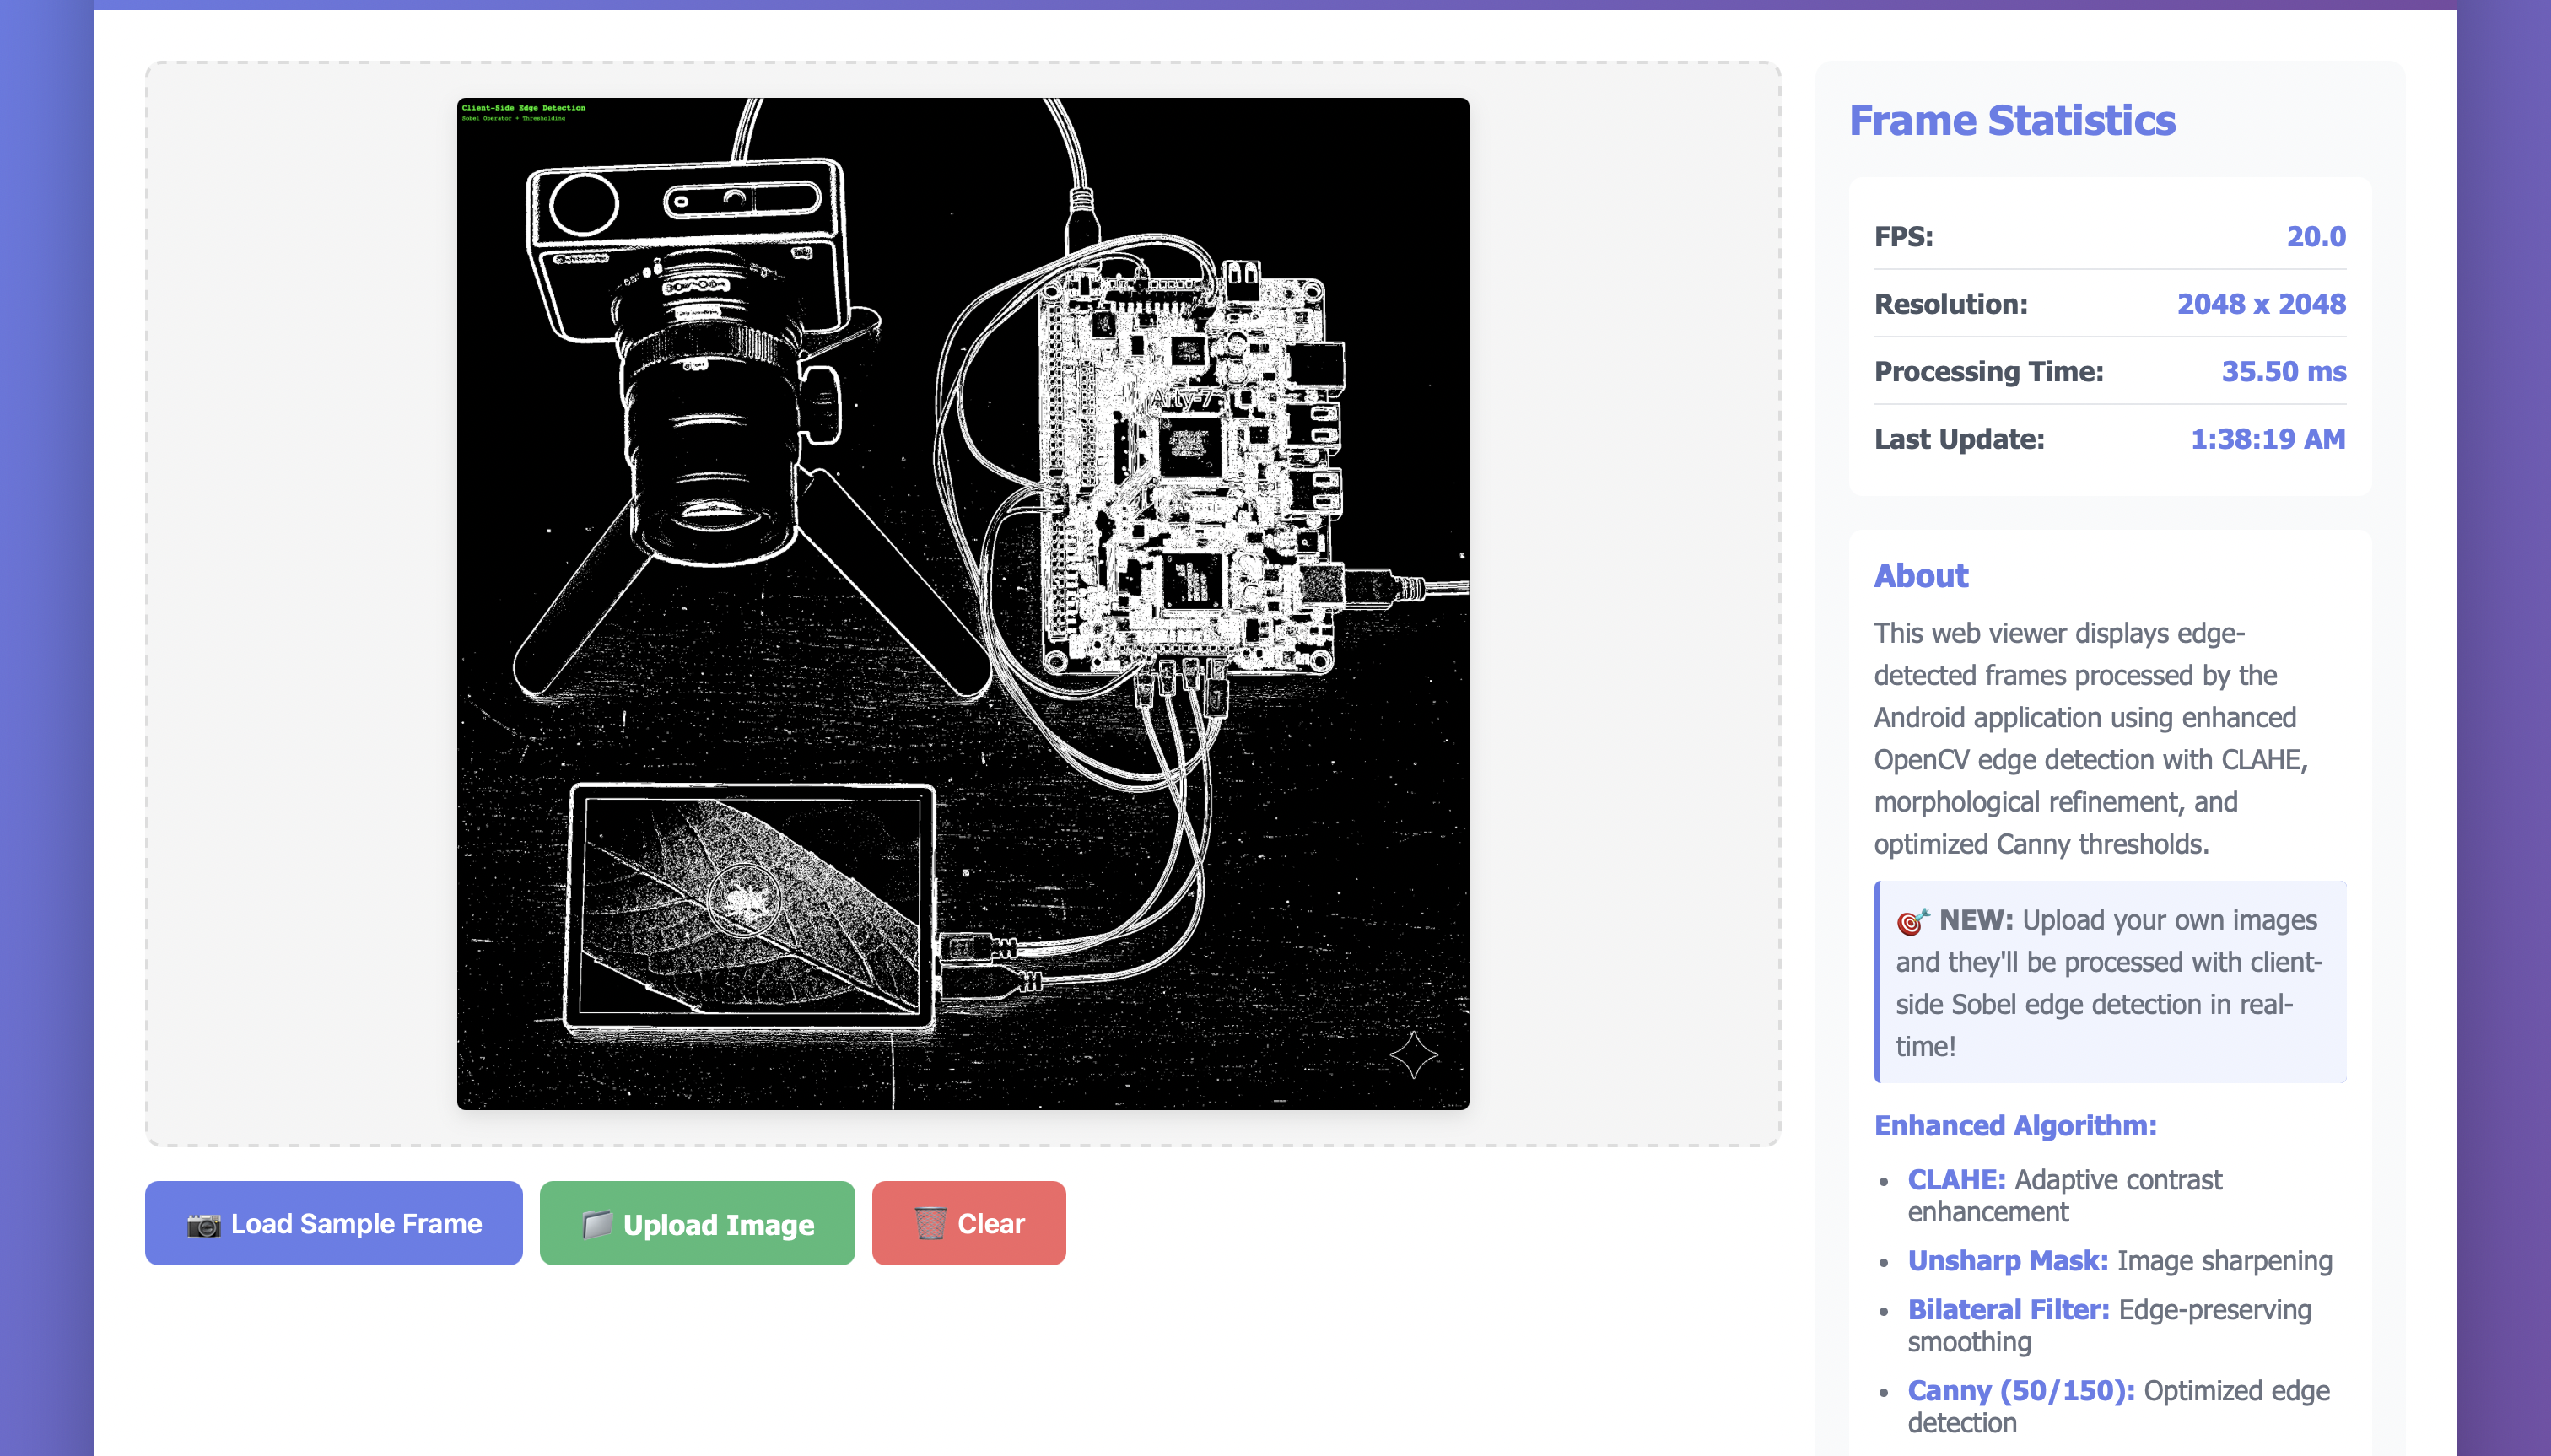 Client-Side Edge Detection
Sobel Operator + Thresholding
Arty-7
📷 Load Sample Frame
📁 Upload Image
🗑️ Clear
Frame Statistics
FPS: 20.0
Resolution: 2048 x 2048
Processing Time: 35.50 ms
Last Update: 1:38:19 AM
About
This web viewer displays edge-
detected frames processed by the
Android application using enhanced
OpenCV edge detection with CLAHE,
morphological refinement, and
optimized Canny thresholds.
🎯 NEW: Upload your own images
and they'll be processed with client-
side Sobel edge detection in real-
time!
Enhanced Algorithm:
• CLAHE: Adaptive contrast
enhancement
• Unsharp Mask: Image sharpening
• Bilateral Filter: Edge-preserving
smoothing
• Canny (50/150): Optimized edge
detection